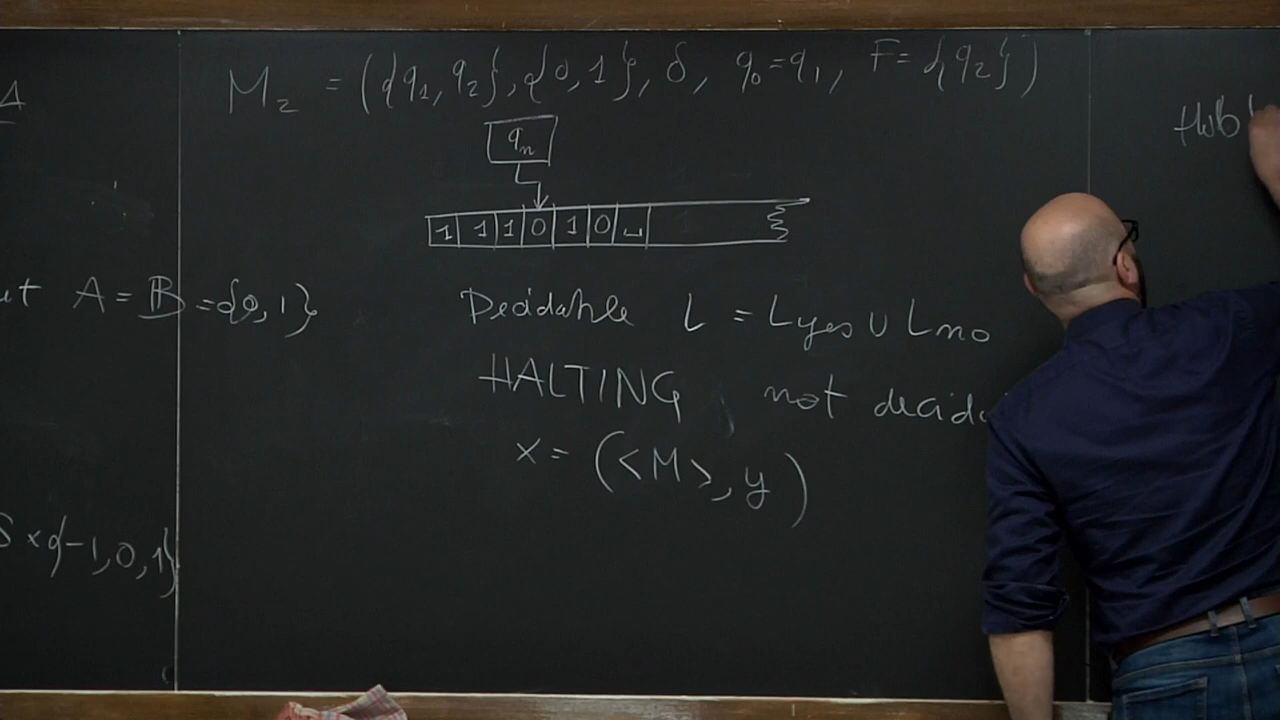 A
M₂ = ({q₁, q₂}, {0, 1}, δ, q₀=q₁, F= {q₂})
qₙ
1 1 1 0 1 0 ␣
A = 𝔹 = {0, 1}
Decidable L = Lyes ∪ Lno
HALTING not decid
x = (<M>, y)
S × {-1, 0, 1}